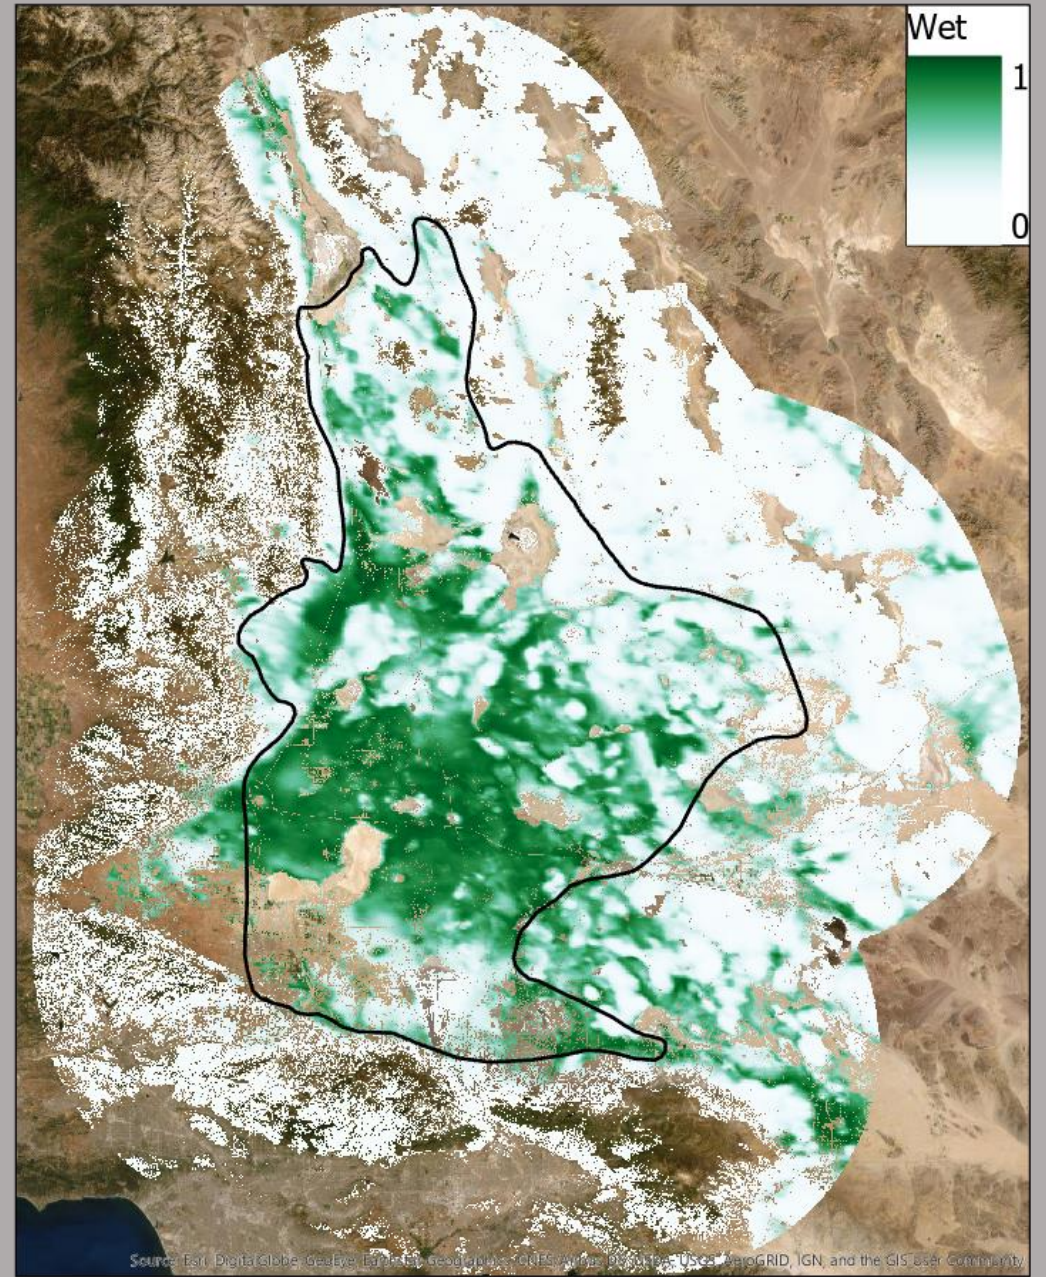 Wet
1
0
Source: Esri, DigitalGlobe, GeoEye, Earthstar Geographics, CNES/Airbus DS, USDA, USGS, AeroGRID, IGN, and the GIS User Community